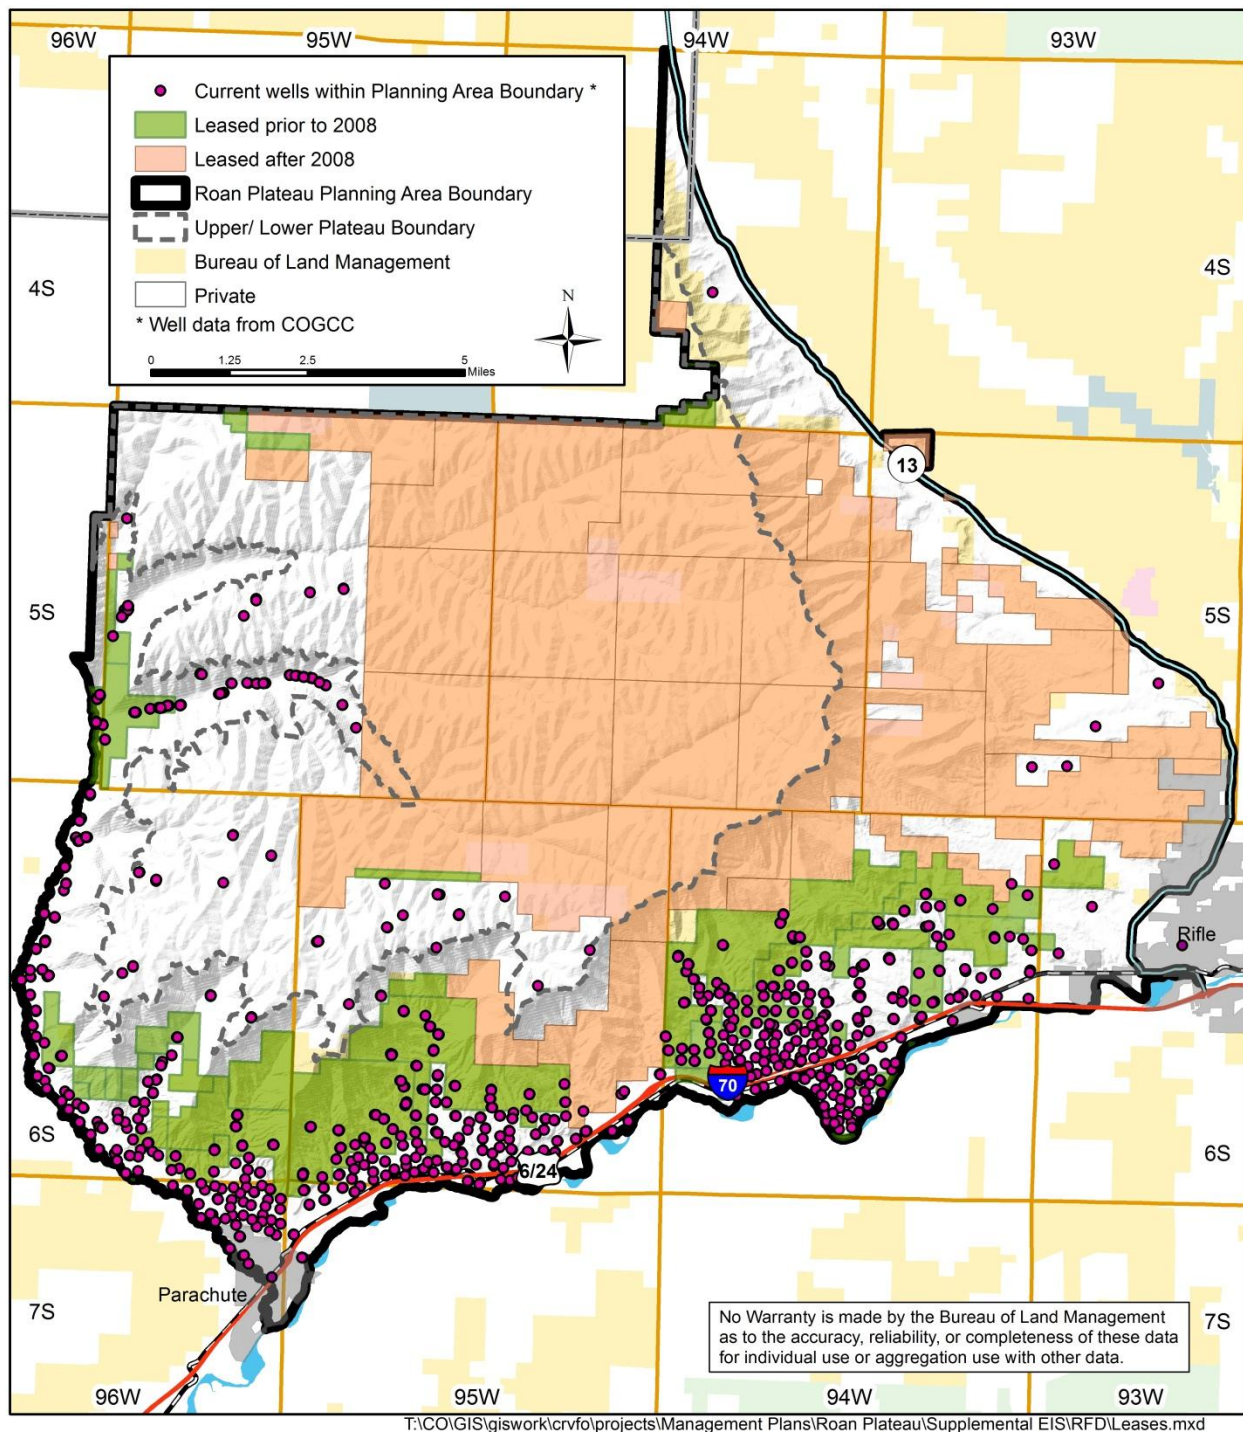 96W 95W 94W 93W
Current wells within Planning Area Boundary *
Leased prior to 2008
Leased after 2008
Roan Plateau Planning Area Boundary
Upper/ Lower Plateau Boundary
Bureau of Land Management
Private
* Well data from COGCC
N
0 1.25 2.5 5
Miles
4S 4S
13
5S 5S
Rifle
70
6S 6S
6/24
Parachute
7S 7S
No Warranty is made by the Bureau of Land Management
as to the accuracy, reliability, or completeness of these data
for individual use or aggregation use with other data.
96W 95W 94W 93W
T:\CO\GIS\giswork\crvfo\projects\Management Plans\Roan Plateau\Supplemental EIS\RFD\Leases.mxd